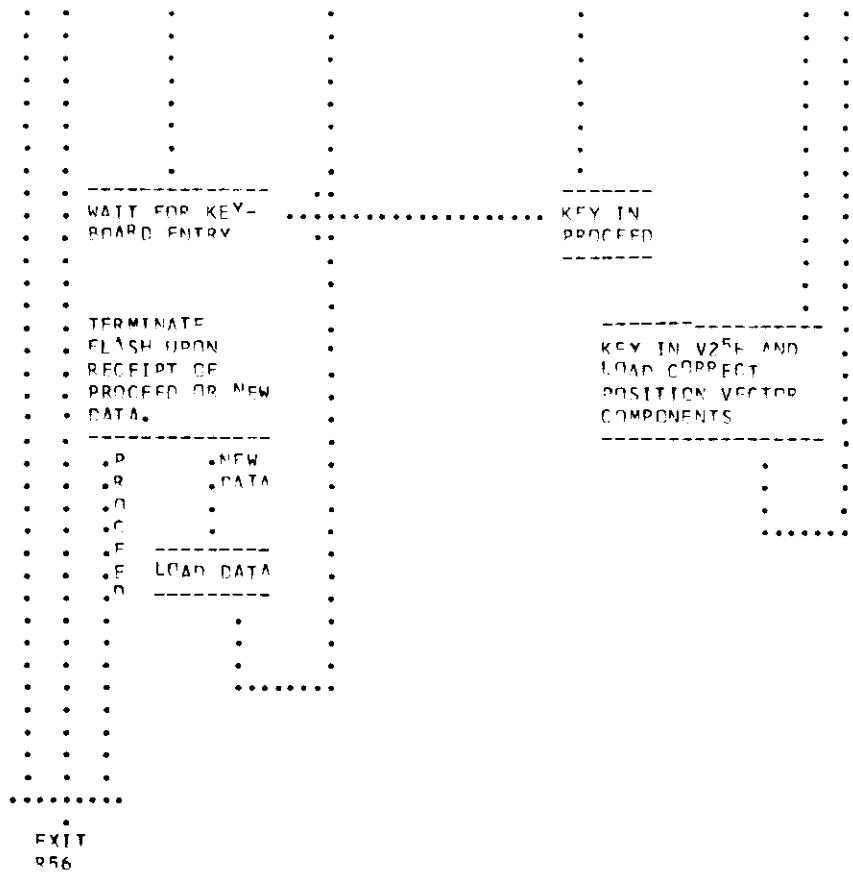 WAIT FOR KEY-
BOARD ENTRY
KEY IN
PROCEED
TERMINATE
FLASH UPON
RECEIPT OF
PROCEED OR NEW
DATA.
KEY IN V25E AND
LOAD CORRECT
POSITION VECTOR
COMPONENTS
PROCEED
NEW
DATA
LOAD DATA
EXIT
R56